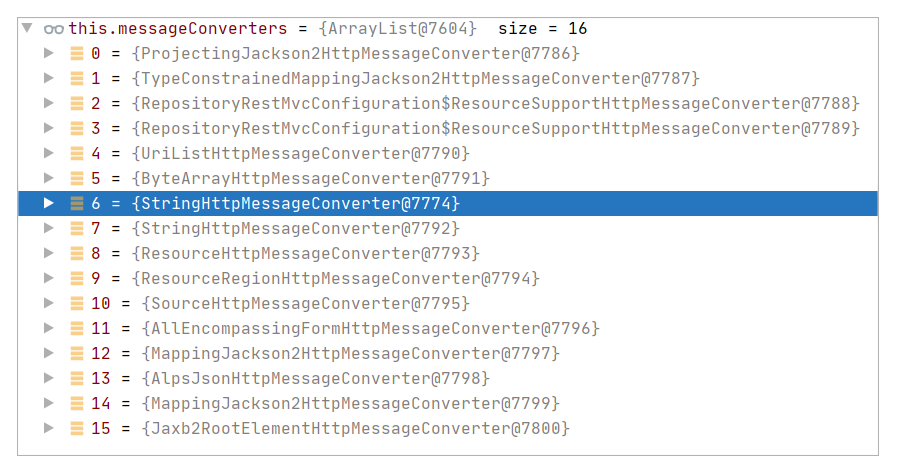 this.messageConverters = {ArrayList@7604} size = 16
0 = {ProjectingJackson2HttpMessageConverter@7786}
1 = {TypeConstrainedMappingJackson2HttpMessageConverter@7787}
2 = {RepositoryRestMvcConfiguration$ResourceSupportHttpMessageConverter@7788}
3 = {RepositoryRestMvcConfiguration$ResourceSupportHttpMessageConverter@7789}
4 = {UriListHttpMessageConverter@7790}
5 = {ByteArrayHttpMessageConverter@7791}
6 = {StringHttpMessageConverter@7774}
7 = {StringHttpMessageConverter@7792}
8 = {ResourceHttpMessageConverter@7793}
9 = {ResourceRegionHttpMessageConverter@7794}
10 = {SourceHttpMessageConverter@7795}
11 = {AllEncompassingFormHttpMessageConverter@7796}
12 = {MappingJackson2HttpMessageConverter@7797}
13 = {AlpsJsonHttpMessageConverter@7798}
14 = {MappingJackson2HttpMessageConverter@7799}
15 = {Jaxb2RootElementHttpMessageConverter@7800}